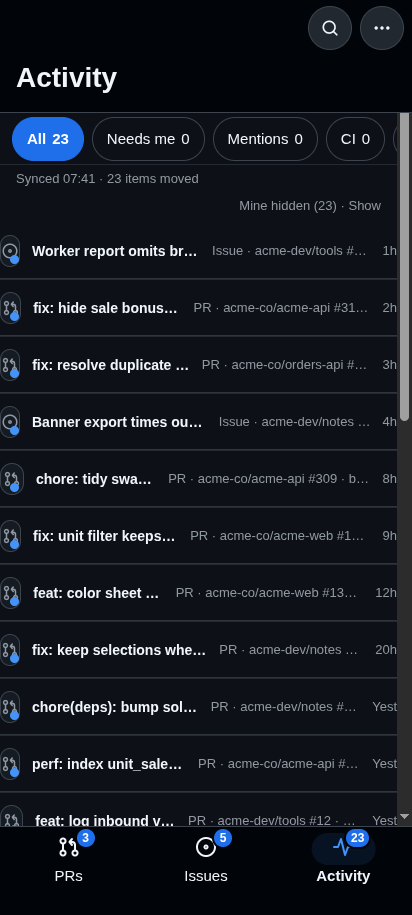 Activity
All 23 Needs me 0 Mentions 0 CI 0
Synced 07:41 · 23 items moved
Mine hidden (23) · Show
Worker report omits br… Issue · acme-dev/tools #… 1h
fix: hide sale bonus… PR · acme-co/acme-api #31… 2h
fix: resolve duplicate … PR · acme-co/orders-api #… 3h
Banner export times ou… Issue · acme-dev/notes … 4h
chore: tidy swa… PR · acme-co/acme-api #309 · b… 8h
fix: unit filter keeps… PR · acme-co/acme-web #1… 9h
feat: color sheet … PR · acme-co/acme-web #13… 12h
fix: keep selections whe… PR · acme-dev/notes … 20h
chore(deps): bump sol… PR · acme-dev/notes #… Yest
perf: index unit_sale… PR · acme-co/acme-api #… Yest
feat: log inbound v… PR · acme-dev/tools #12 · … Yest
3 5 23
PRs Issues Activity